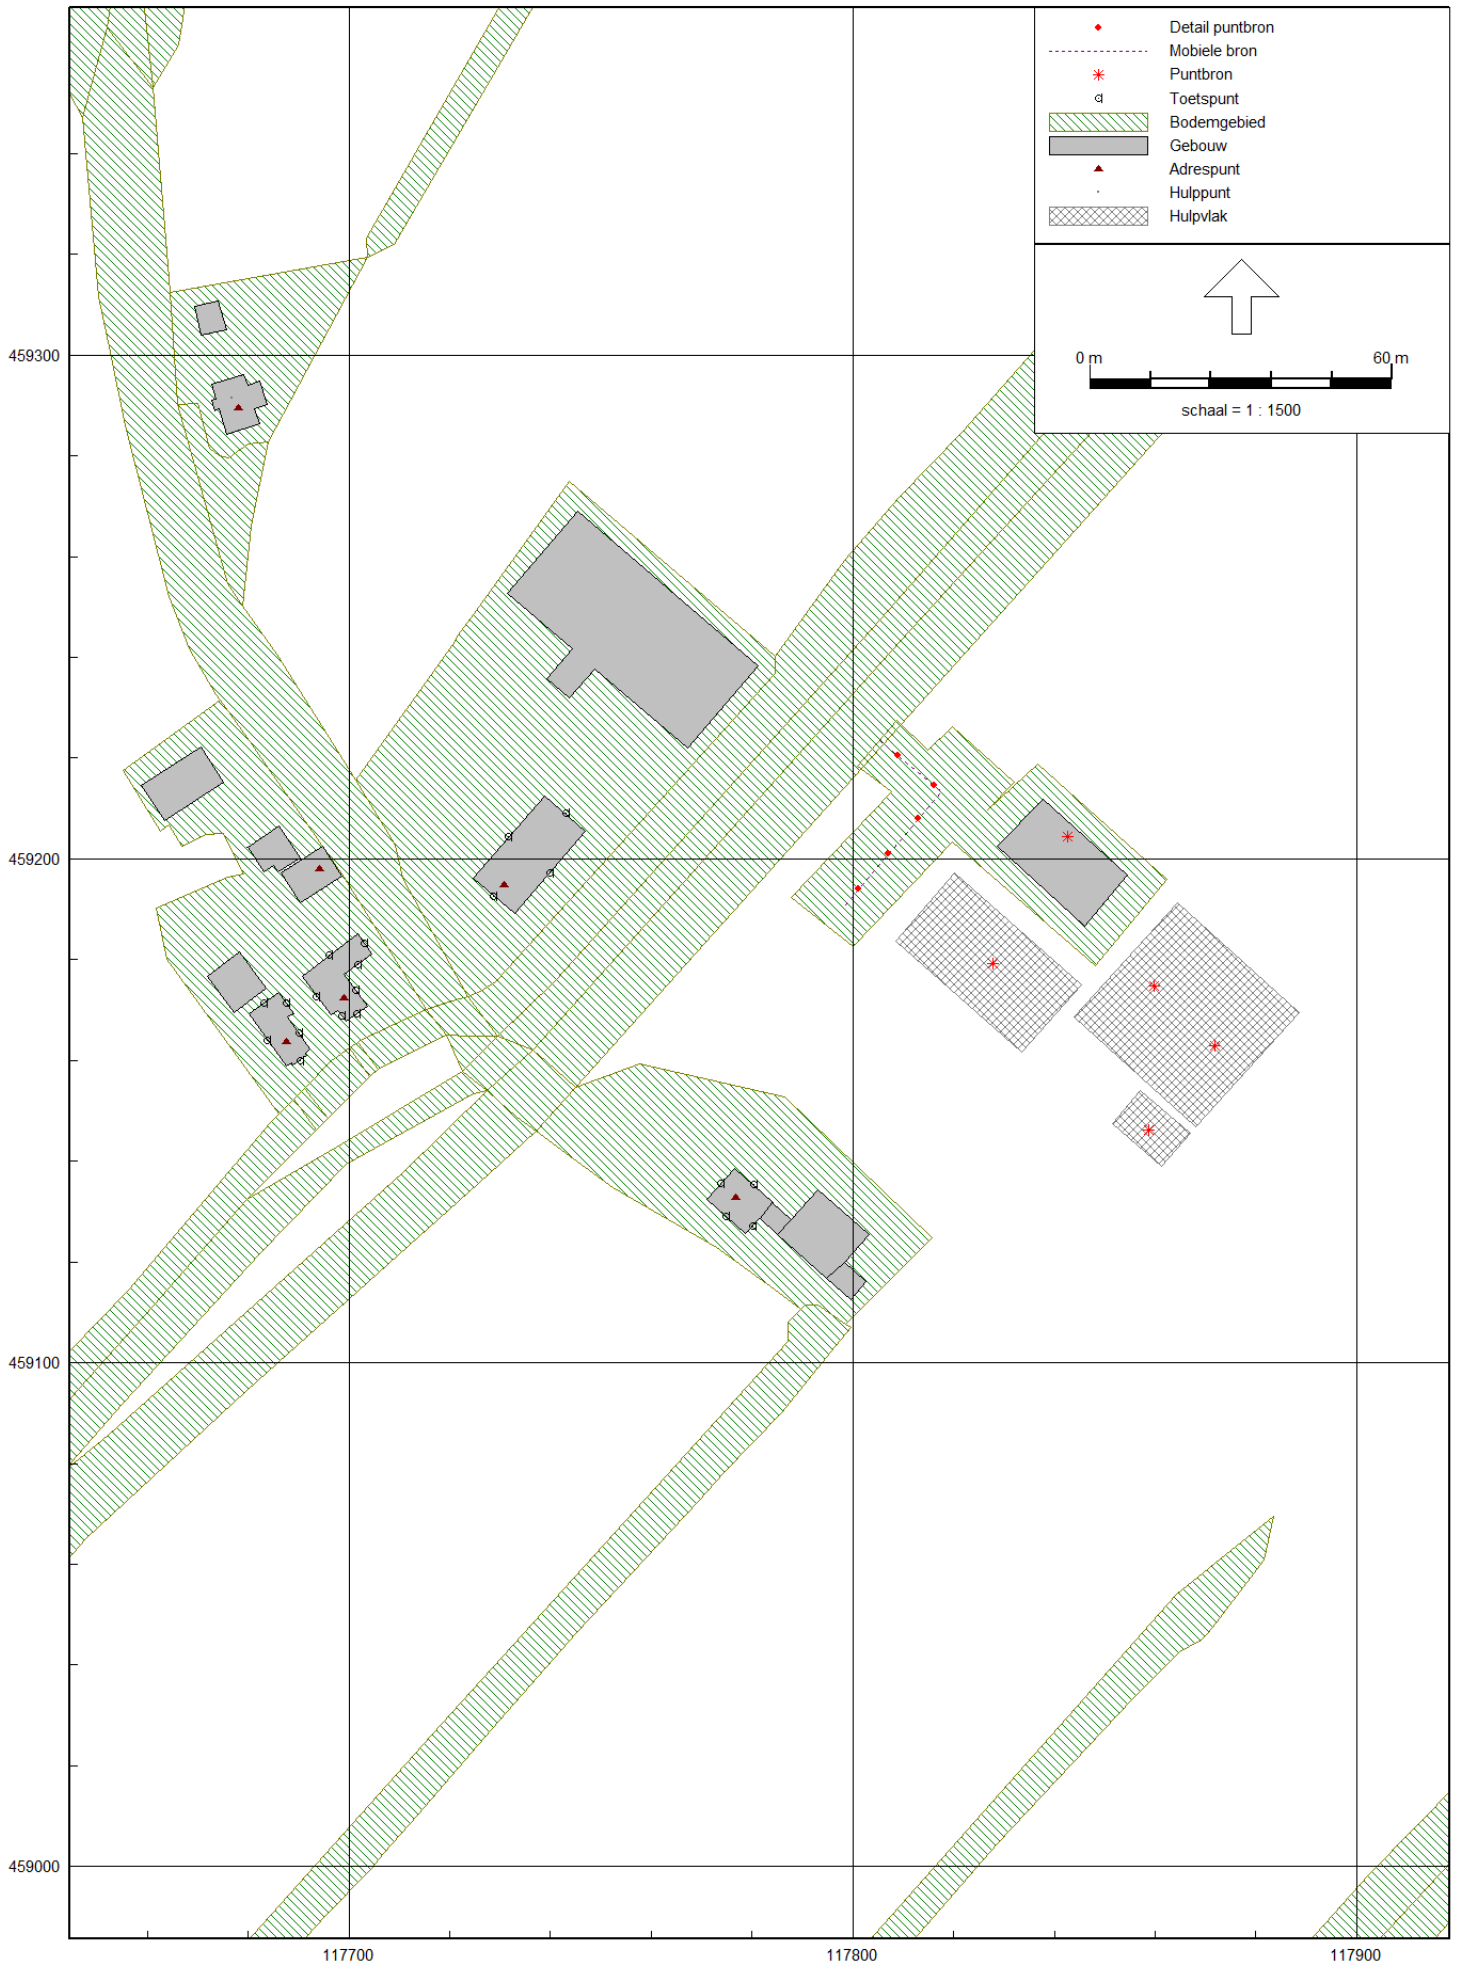 Detail puntbron
Mobiele bron
Puntbron
Toetspunt
Bodemgebied
Gebouw
Adrespunt
Hulppunt
Hulpvlak
0 m 60 m
schaal = 1 : 1500
459300
459200
459100
459000
117700 117800 117900